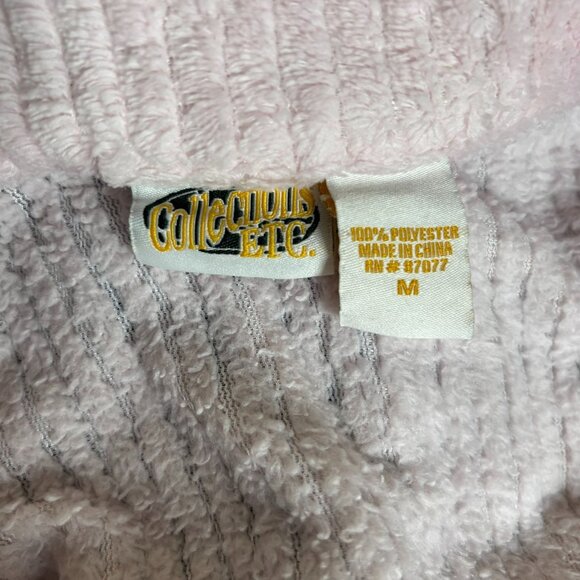 Collections
ETC.
100% POLYESTER
MADE IN CHINA
RN # 87077
M